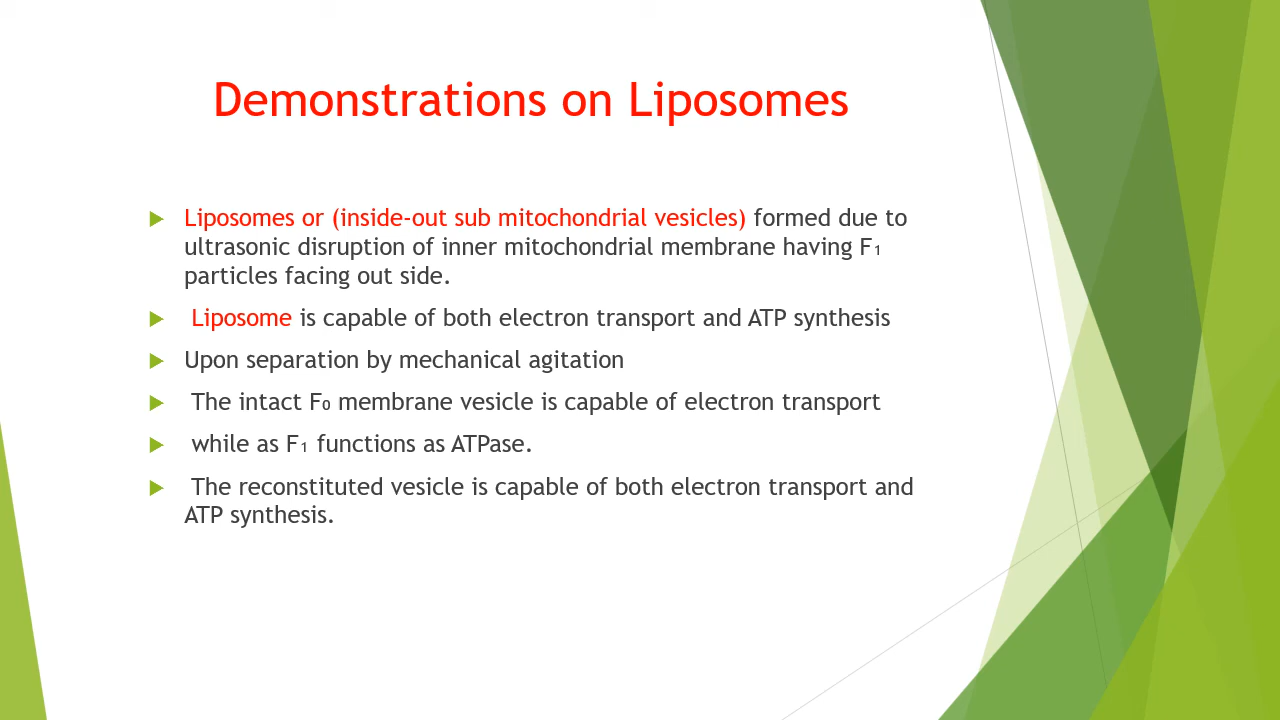 Demonstrations on Liposomes
Liposomes or (inside-out sub mitochondrial vesicles) formed due to
ultrasonic disruption of inner mitochondrial membrane having F₁
particles facing out side.
Liposome is capable of both electron transport and ATP synthesis
Upon separation by mechanical agitation
The intact F₀ membrane vesicle is capable of electron transport
while as F₁ functions as ATPase.
The reconstituted vesicle is capable of both electron transport and
ATP synthesis.